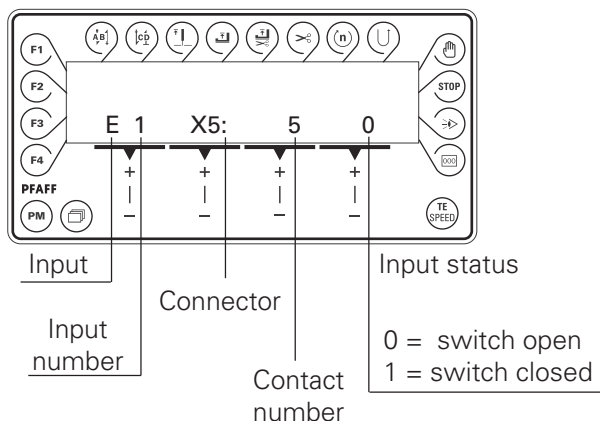 A B
C D
T
T
T
(n)
F1
F2
STOP
F3
E 1 X5: 5 0
F4
000
+ + + +
− − − −
PFAFF
PM
TE
SPEED
Input
Input status
Connector
Input
number
0 = switch open
1 = switch closed
Contact
number